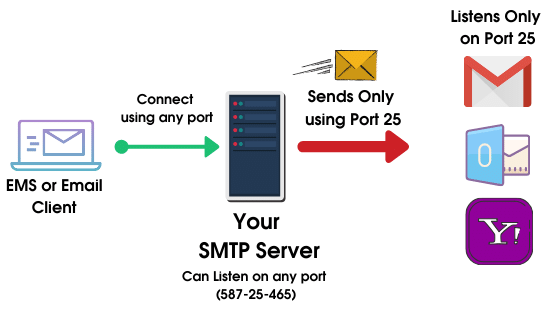 Listens Only
on Port 25
Connect
using any port
Sends Only
using Port 25
EMS or Email
Client
Your
SMTP Server
Can Listen on any port
(587-25-465)
O
Y!